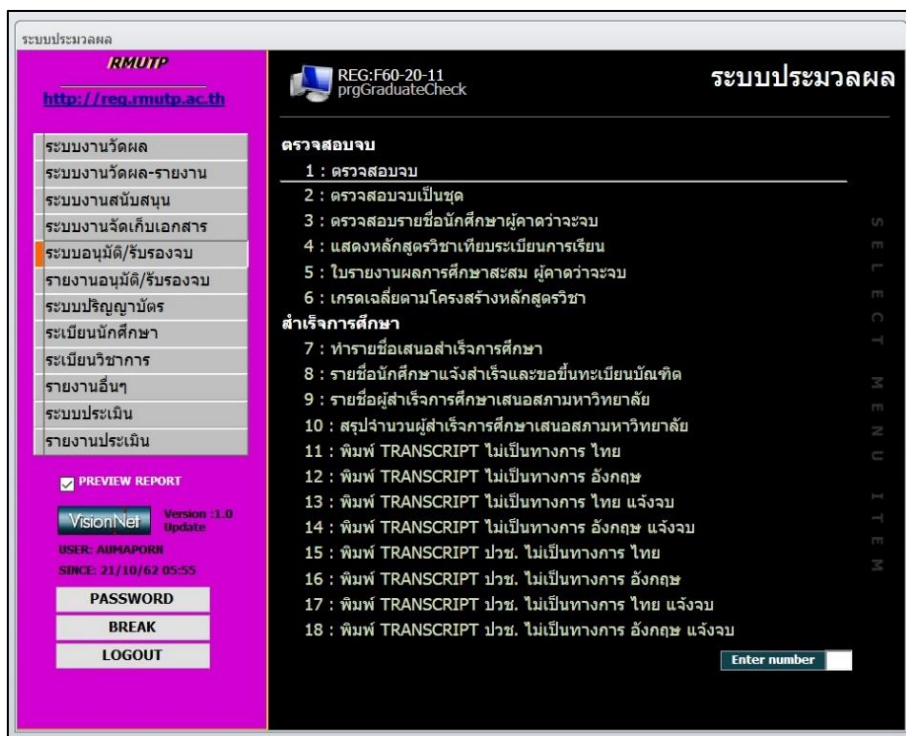 ระบบประมวลผล
RMUTP
http://reg.rmutp.ac.th
ระบบงานวัดผล
ระบบงานวัดผล-รายงาน
ระบบงานสนับสนุน
ระบบงานจัดเก็บเอกสาร
ระบบอนุมัติ/รับรองจบ
รายงานอนุมัติ/รับรองจบ
ระบบปริญญาบัตร
ระเบียนนักศึกษา
ระเบียนวิชาการ
รายงานอื่นๆ
ระบบประเมิน
รายงานประเมิน
PREVIEW REPORT
VisionNet
Version :1.0
Update
USER: AUMAPORN
SINCE: 21/10/62 05:55
PASSWORD
BREAK
LOGOUT
REG:F60-20-11
prgGraduateCheck
ระบบประมวลผล
ตรวจสอบจบ
1 : ตรวจสอบจบ
2 : ตรวจสอบจบเป็นชุด
3 : ตรวจสอบรายชื่อนักศึกษาผู้คาดว่าจะจบ
4 : แสดงหลักสูตรวิชาเทียบระเบียนการเรียน
5 : ใบรายงานผลการศึกษาสะสม ผู้คาดว่าจะจบ
6 : เกรดเฉลี่ยตามโครงสร้างหลักสูตรวิชา
สำเร็จการศึกษา
7 : ทำรายชื่อเสนอสำเร็จการศึกษา
8 : รายชื่อนักศึกษาแจ้งสำเร็จและขอขึ้นทะเบียนบัณฑิต
9 : รายชื่อผู้สำเร็จการศึกษาเสนอสภามหาวิทยาลัย
10 : สรุปจำนวนผู้สำเร็จการศึกษาเสนอสภามหาวิทยาลัย
11 : พิมพ์ TRANSCRIPT ไม่เป็นทางการ ไทย
12 : พิมพ์ TRANSCRIPT ไม่เป็นทางการ อังกฤษ
13 : พิมพ์ TRANSCRIPT ไม่เป็นทางการ ไทย แจ้งจบ
14 : พิมพ์ TRANSCRIPT ไม่เป็นทางการ อังกฤษ แจ้งจบ
15 : พิมพ์ TRANSCRIPT ปวช. ไม่เป็นทางการ ไทย
16 : พิมพ์ TRANSCRIPT ปวช. ไม่เป็นทางการ อังกฤษ
17 : พิมพ์ TRANSCRIPT ปวช. ไม่เป็นทางการ ไทย แจ้งจบ
18 : พิมพ์ TRANSCRIPT ปวช. ไม่เป็นทางการ อังกฤษ แจ้งจบ
Enter number
SELECT MENU ITEM